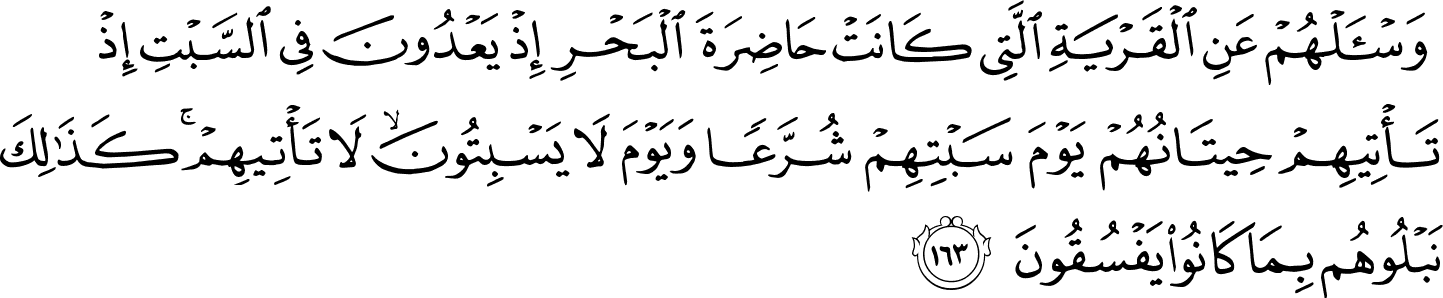 وَسْـَٔلْهُمْ عَنِ ٱلْقَرْيَةِ ٱلَّتِى كَانَتْ حَاضِرَةَ ٱلْبَحْرِ إِذْ يَعْدُونَ فِى ٱلسَّبْتِ إِذْ
تَأْتِيهِمْ حِيتَانُهُمْ يَوْمَ سَبْتِهِمْ شُرَّعًا وَيَوْمَ لَا يَسْبِتُونَ ۙ لَا تَأْتِيهِمْ ۚ كَذَٰلِكَ
نَبْلُوهُم بِمَا كَانُوا۟ يَفْسُقُونَ ١٦٣